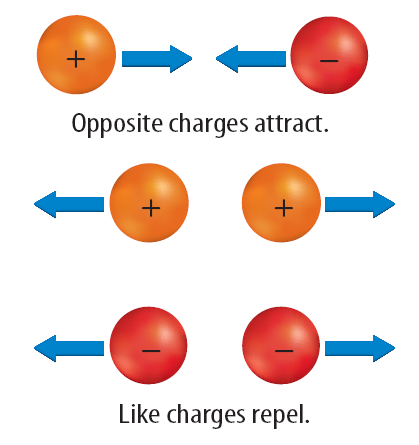 + −
Opposite charges attract.
+ +
− −
Like charges repel.